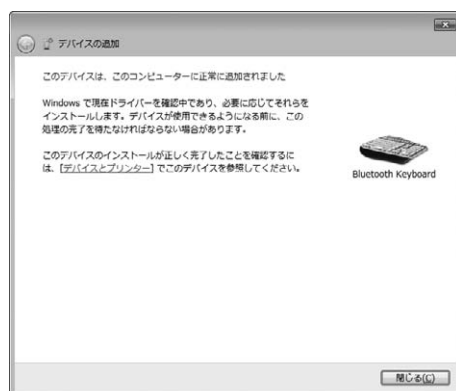 デバイスの追加
このデバイスは、このコンピューターに正常に追加されました
Windows で現在ドライバーを確認中であり、必要に応じてそれらを
インストールします。デバイスが使用できるようになる前に、この
処理の完了を待たなければならない場合があります。
このデバイスのインストールが正しく完了したことを確認するに
は、[デバイスとプリンター] でこのデバイスを参照してください。
Bluetooth Keyboard
閉じる(C)